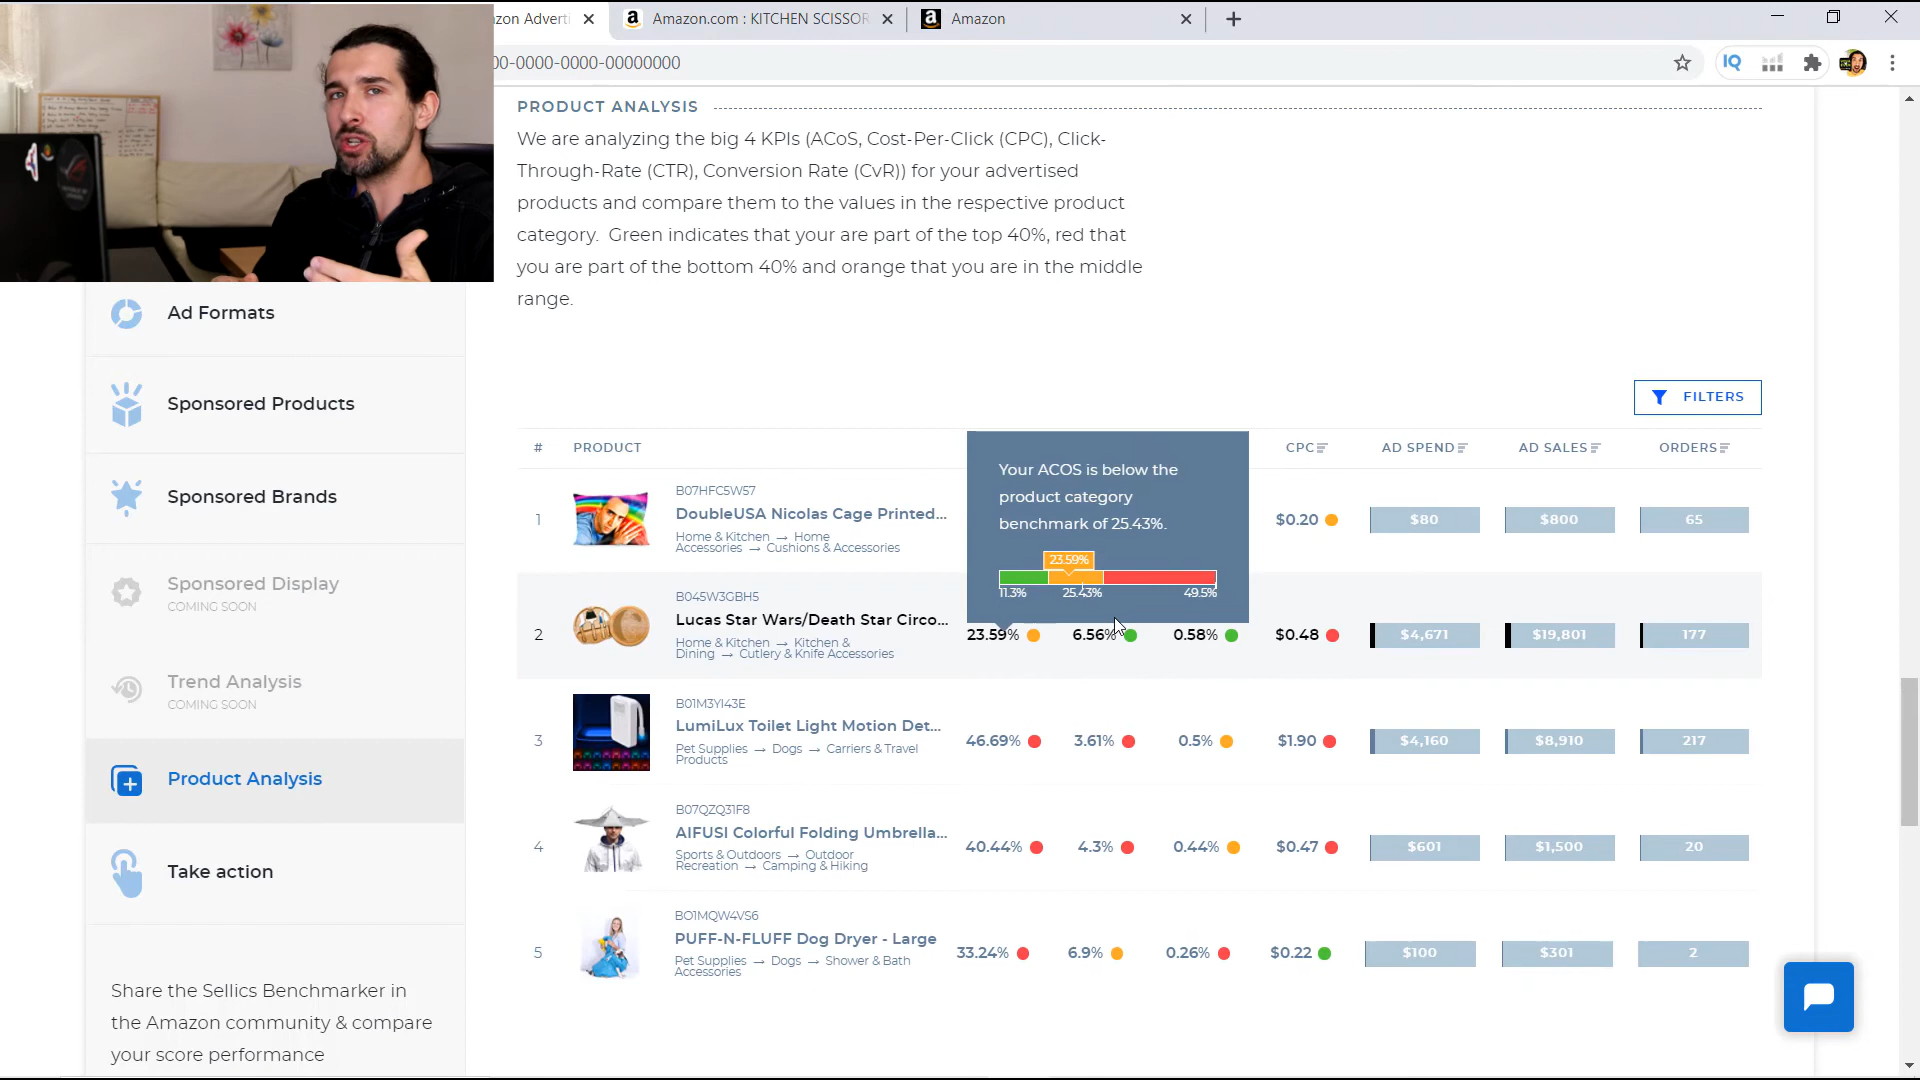 zon Adverti
Amazon.com : KITCHEN SCISSOR
Amazon
00-0000-0000-00000000
IQ
PRODUCT ANALYSIS
We are analyzing the big 4 KPIs (ACoS, Cost-Per-Click (CPC), Click-
Through-Rate (CTR), Conversion Rate (CvR)) for your advertised
products and compare them to the values in the respective product
category. Green indicates that your are part of the top 40%, red that
you are part of the bottom 40% and orange that you are in the middle
range.
Ad Formats
Sponsored Products
Sponsored Brands
Sponsored Display
COMING SOON
Trend Analysis
COMING SOON
Product Analysis
Take action
Share the Sellics Benchmarker in
the Amazon community & compare
your score performance
FILTERS
# PRODUCT CPC AD SPEND AD SALES ORDERS
Your ACOS is below the
product category
benchmark of 25.43%.
23.59%
11.3% 25.43% 49.5%
B07HFC5W57
1 DoubleUSA Nicolas Cage Printed... $0.20 $80 $800 65
Home & Kitchen → Home
Accessories → Cushions & Accessories
B045W3GBH5
2 Lucas Star Wars/Death Star Circo... 23.59% 6.56% 0.58% $0.48 $4,671 $19,801 177
Home & Kitchen → Kitchen &
Dining → Cutlery & Knife Accessories
B01M3YI43E
3 LumiLux Toilet Light Motion Det... 46.69% 3.61% 0.5% $1.90 $4,160 $8,910 217
Pet Supplies → Dogs → Carriers & Travel
Products
B07QZQ31F8
4 AIFUSI Colorful Folding Umbrella... 40.44% 4.3% 0.44% $0.47 $601 $1,500 20
Sports & Outdoors → Outdoor
Recreation → Camping & Hiking
BO1MQW4VS6
5 PUFF-N-FLUFF Dog Dryer - Large 33.24% 6.9% 0.26% $0.22 $100 $301 2
Pet Supplies → Dogs → Shower & Bath
Accessories